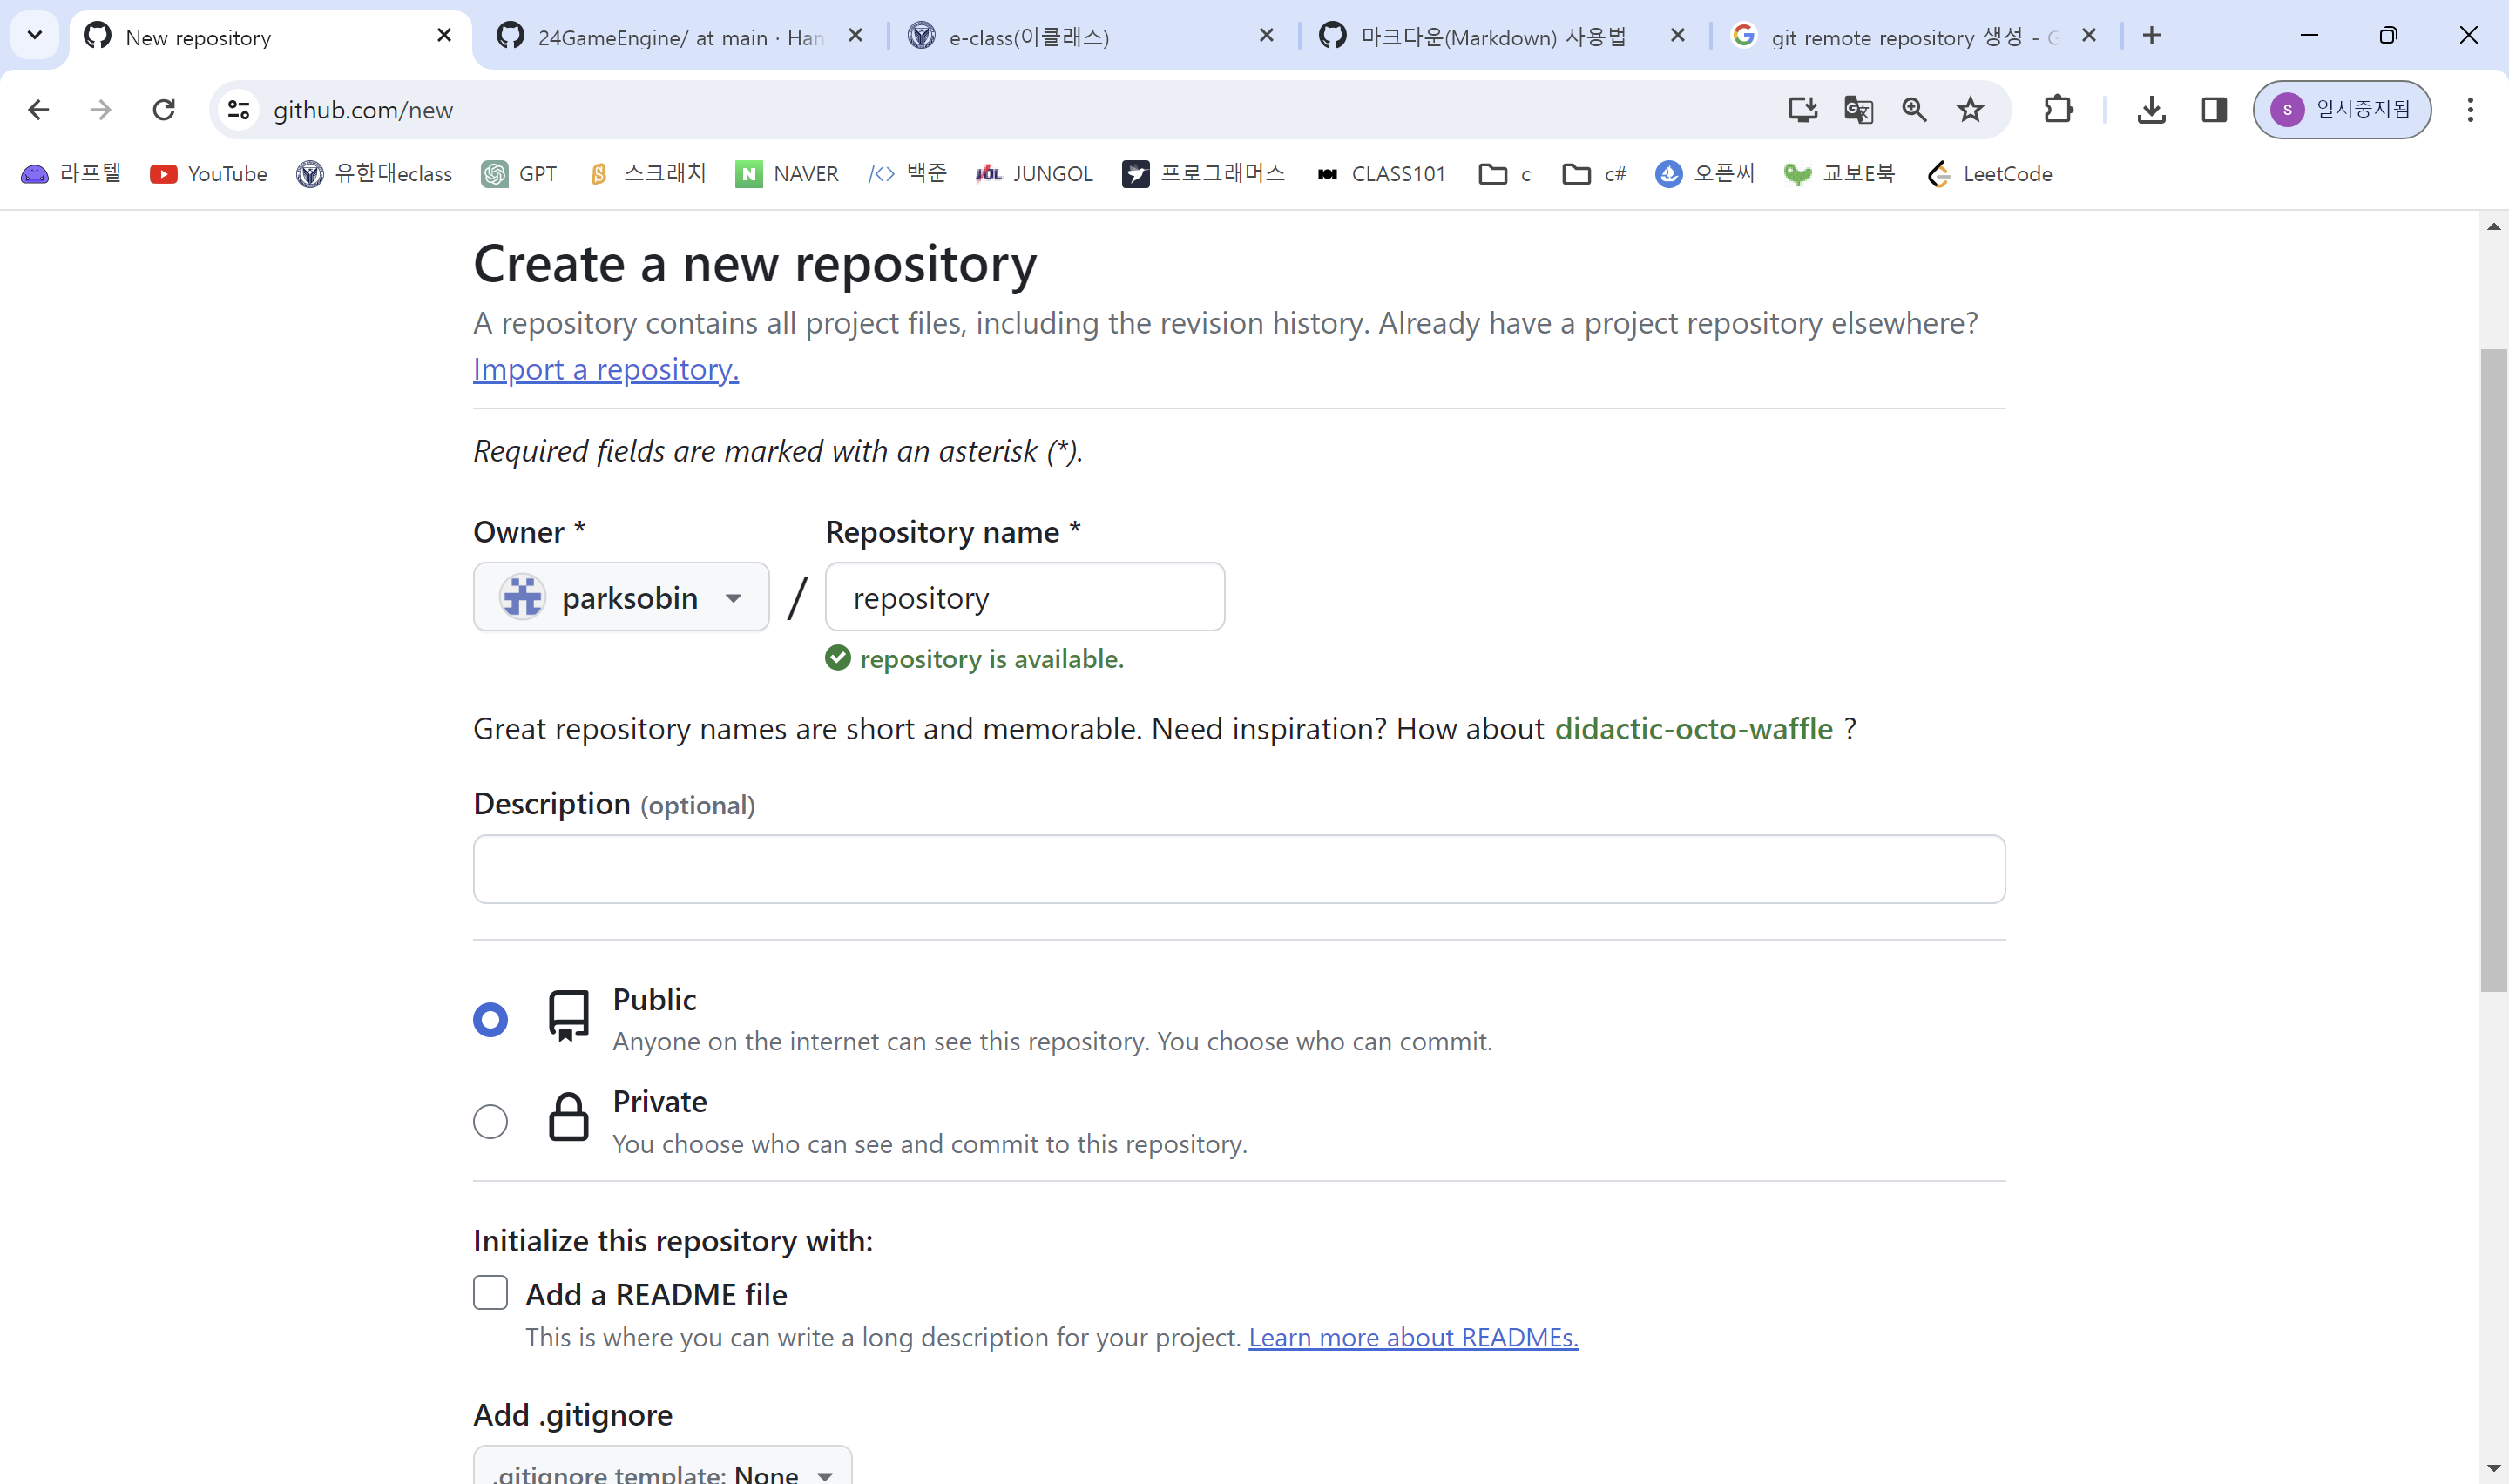 New repository
24GameEngine/ at main · Han
e-class(이클래스)
마크다운(Markdown) 사용법
git remote repository 생성 - G
github.com/new
S 일시중지됨
라프텔
YouTube
유한대eclass
GPT
스크래치
N NAVER
백준
JUNGOL
프로그래머스
CLASS101
c
c#
오픈씨
교보E북
LeetCode
Create a new repository
A repository contains all project files, including the revision history. Already have a project repository elsewhere?
Import a repository.
Required fields are marked with an asterisk (*).
Owner *
Repository name *
parksobin / repository
repository is available.
Great repository names are short and memorable. Need inspiration? How about didactic-octo-waffle ?
Description (optional)
Public
Anyone on the internet can see this repository. You choose who can commit.
Private
You choose who can see and commit to this repository.
Initialize this repository with:
Add a README file
This is where you can write a long description for your project. Learn more about READMEs.
Add .gitignore
.gitignore template: None